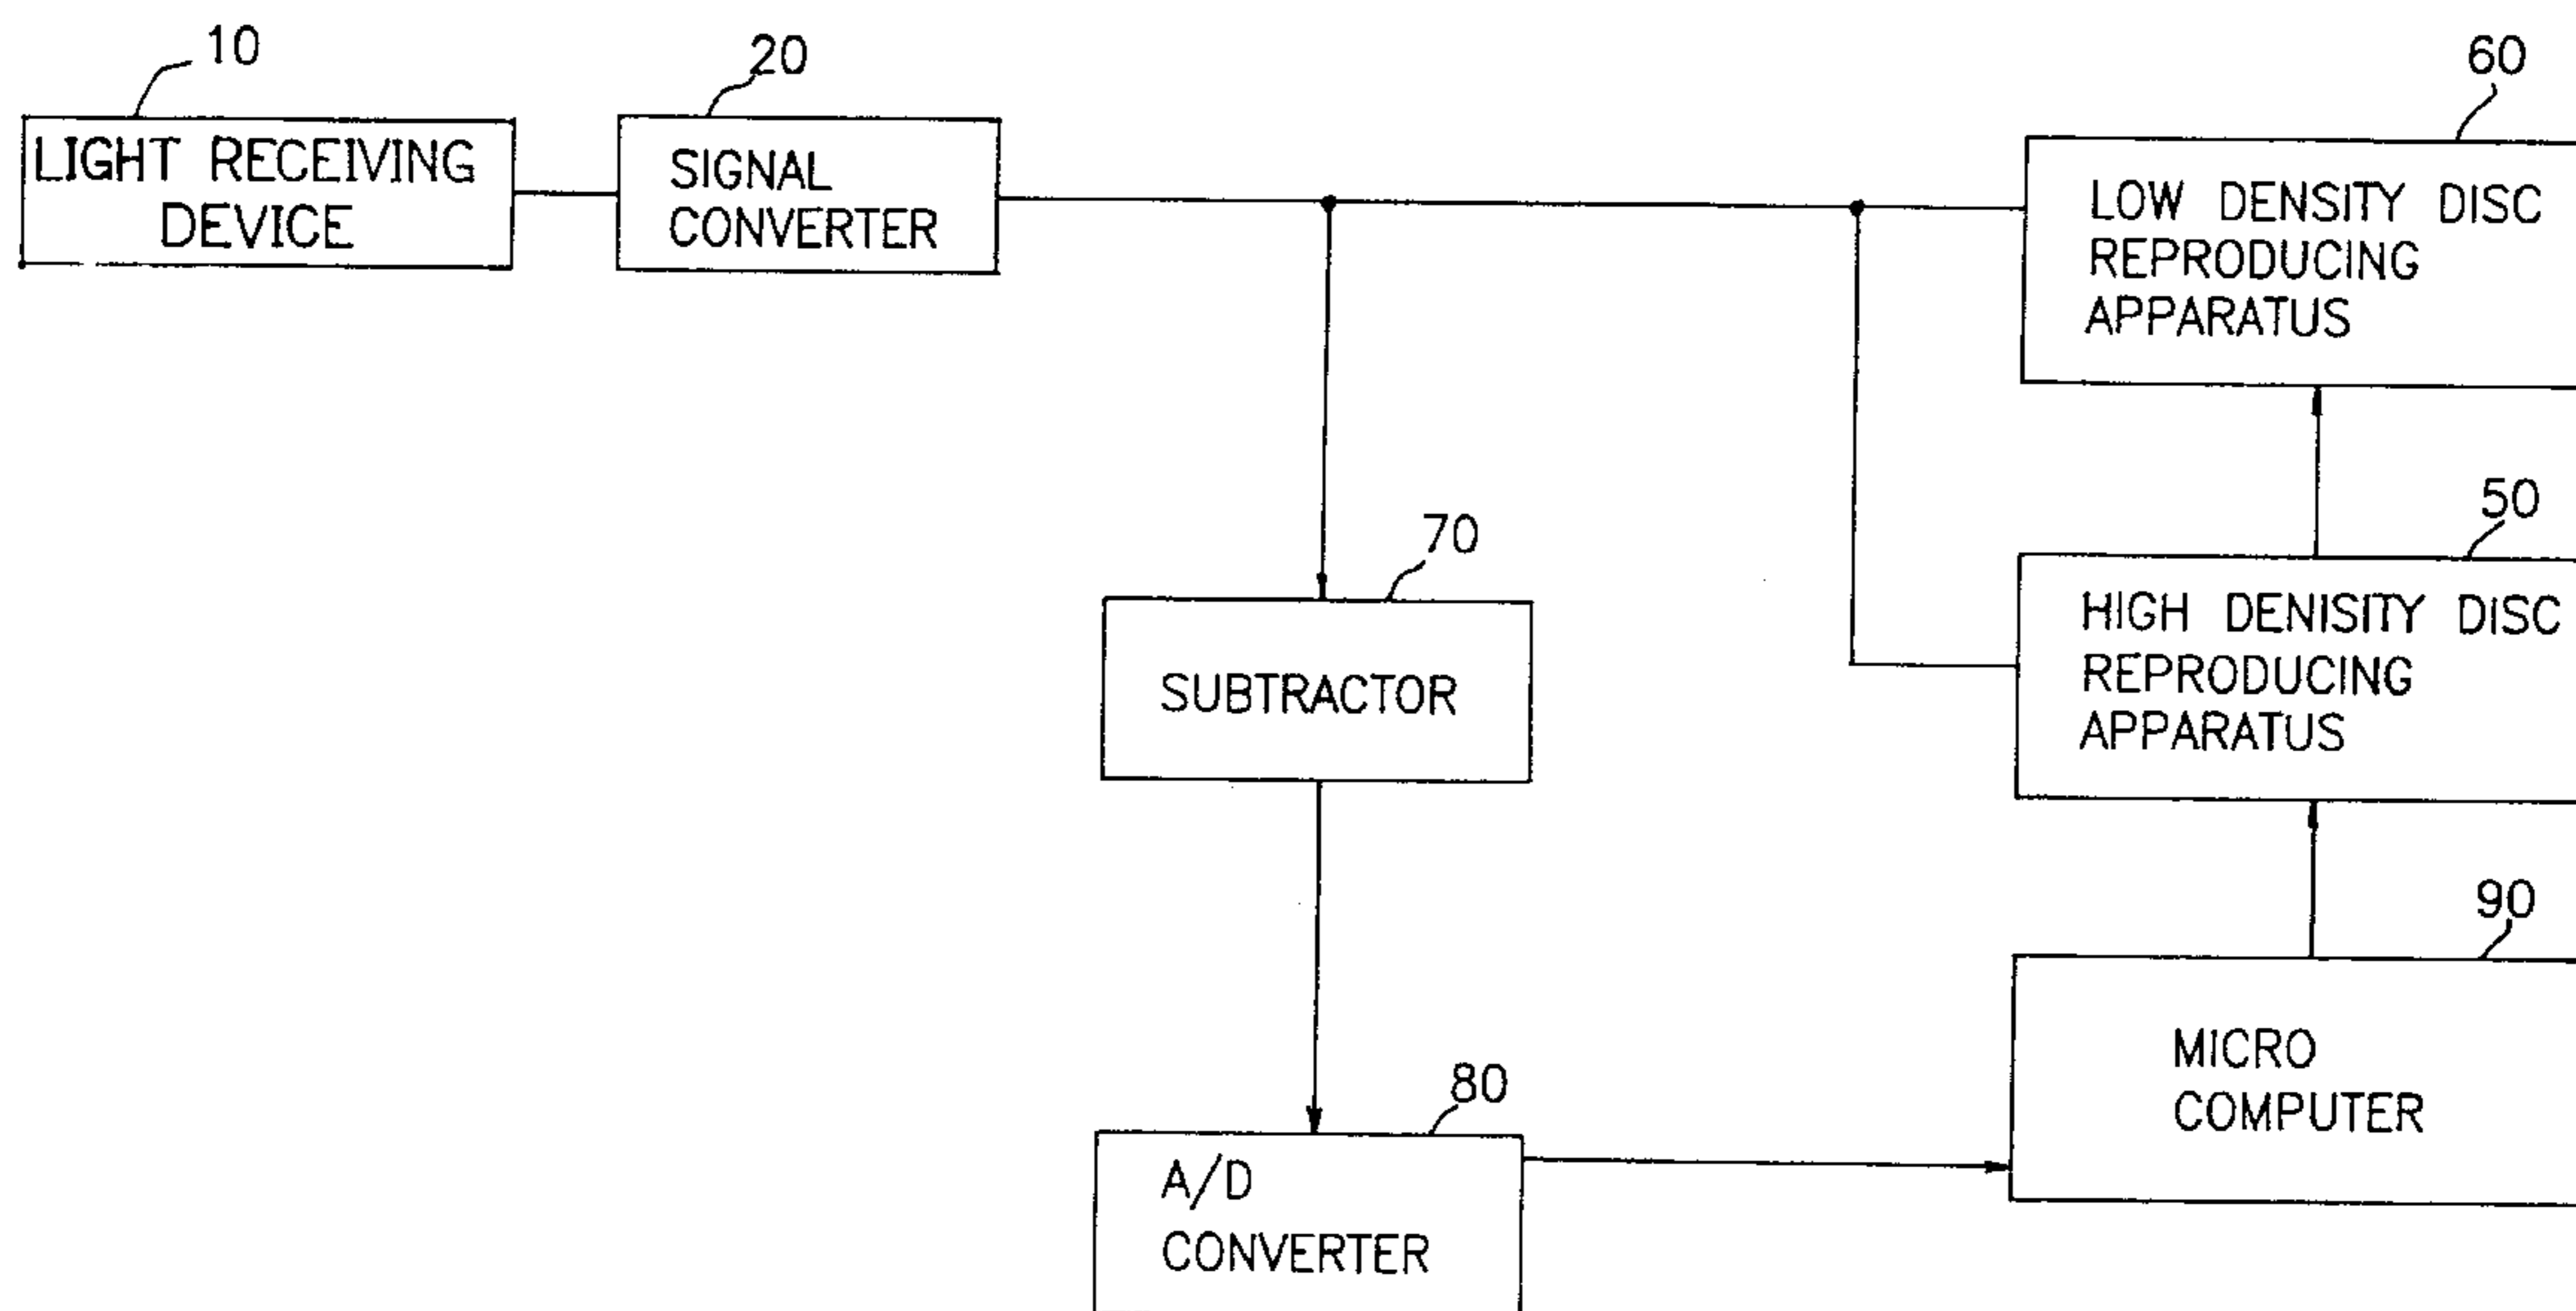 10
LIGHT RECEIVING
DEVICE
20
SIGNAL
CONVERTER
60
LOW DENSITY DISC
REPRODUCING
APPARATUS
70
SUBTRACTOR
50
HIGH DENISITY DISC
REPRODUCING
APPARATUS
80
A/D
CONVERTER
90
MICRO
COMPUTER